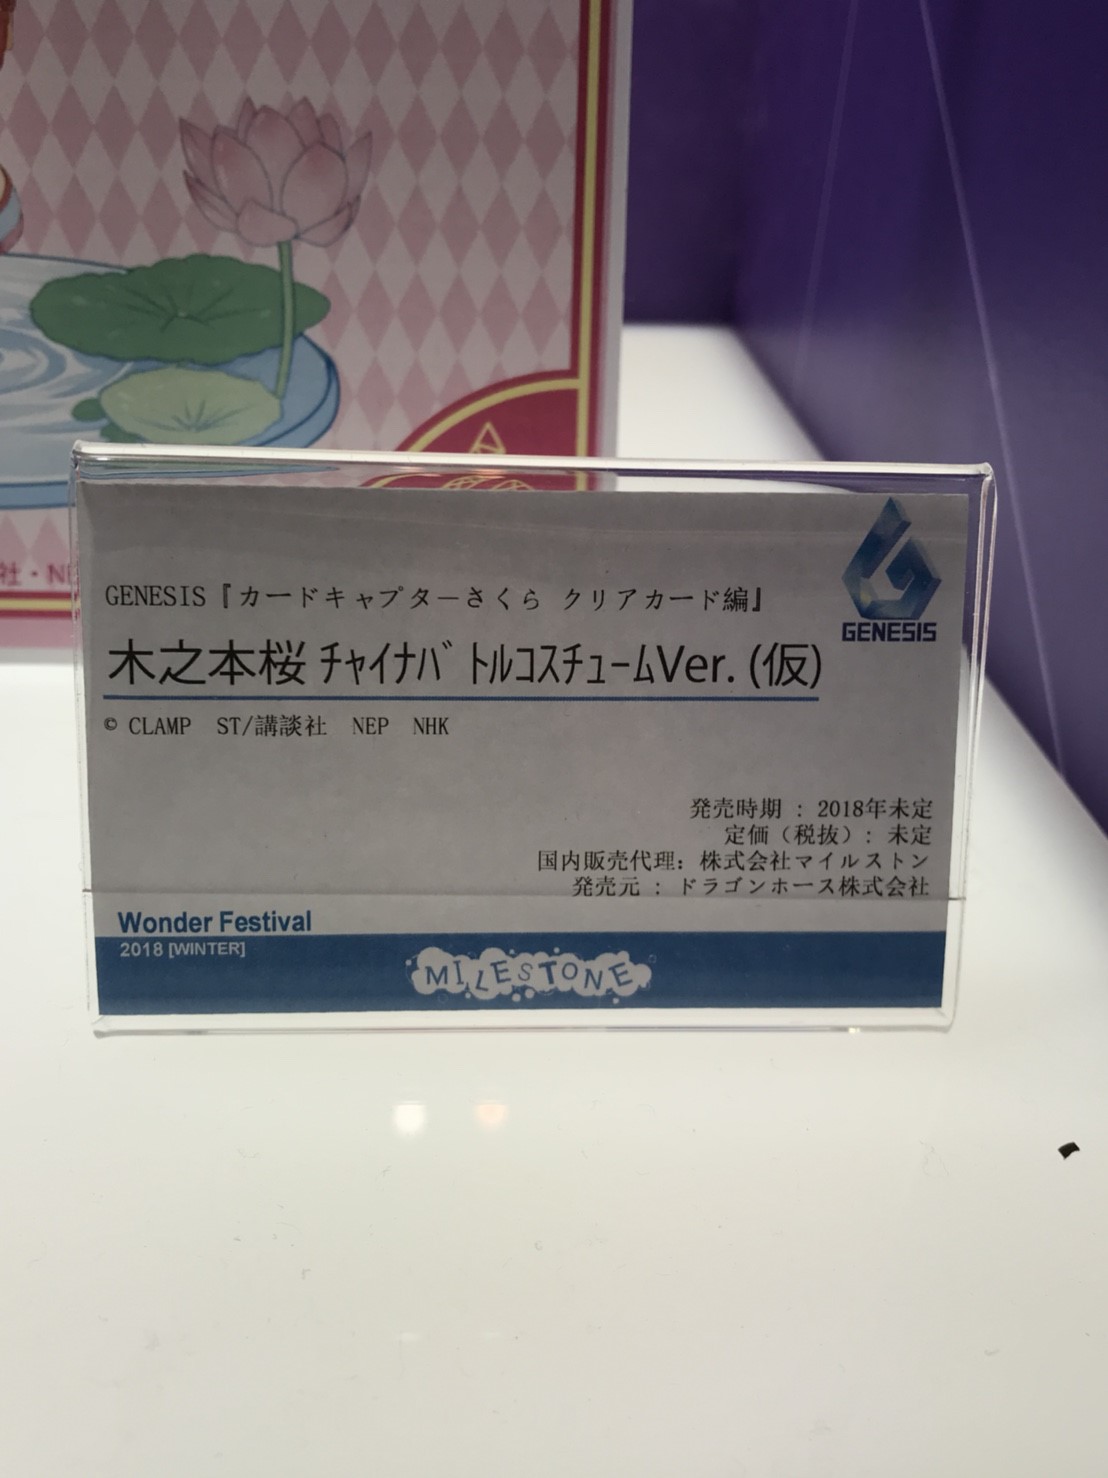 社・NE
GENESIS『カードキャプターさくら クリアカード編』
GENESIS
木之本桜 ﾁｬｲﾅﾊﾞﾄﾙｺｽﾁｭｰﾑVer. (仮)
© CLAMP ST/講談社 NEP NHK
発売時期 : 2018年未定
定価（税抜）: 未定
国内販売代理: 株式会社マイルストン
発売元 : ドラゴンホース株式会社
Wonder Festival
2018 [WINTER]
MILESTONE